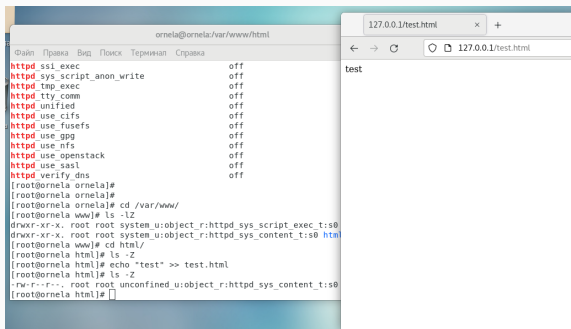 ornela@ornela:/var/www/html
Файл Правка Вид Поиск Терминал Справка
httpd_ssi_exec off
httpd_sys_script_anon_write off
httpd_tmp_exec off
httpd_tty_comm off
httpd_unified off
httpd_use_cifs off
httpd_use_fusefs off
httpd_use_gpg off
httpd_use_nfs off
httpd_use_openstack off
httpd_use_sasl off
httpd_verify_dns off
[root@ornela ornela]#
[root@ornela ornela]#
[root@ornela ornela]# cd /var/www/
[root@ornela www]# ls -lZ
drwxr-xr-x. root root system_u:object_r:httpd_sys_script_exec_t:s0
drwxr-xr-x. root root system_u:object_r:httpd_sys_content_t:s0 html
[root@ornela www]# cd html/
[root@ornela html]# ls -Z
[root@ornela html]# echo "test" >> test.html
[root@ornela html]# ls -Z
-rw-r--r--. root root unconfined_u:object_r:httpd_sys_content_t:s0
[root@ornela html]#
127.0.0.1/test.html × +
127.0.0.1/test.html
test